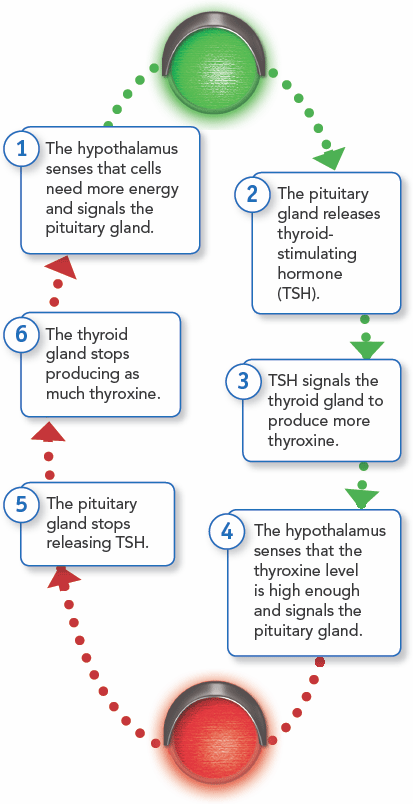 1
The hypothalamus
senses that cells
need more energy
and signals the
pituitary gland.
2
The pituitary
gland releases
thyroid-
stimulating
hormone
(TSH).
3
TSH signals the
thyroid gland to
produce more
thyroxine.
4
The hypothalamus
senses that the
thyroxine level
is high enough
and signals the
pituitary gland.
5
The pituitary
gland stops
releasing TSH.
6
The thyroid
gland stops
producing as
much thyroxine.